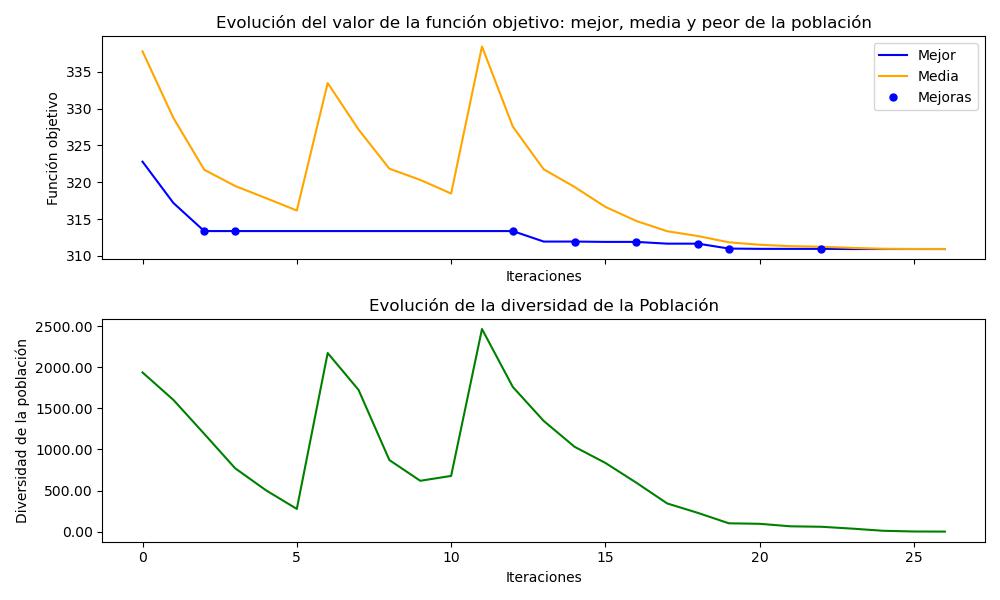 Evolución del valor de la función objetivo: mejor, media y peor de la población
335
330
325
320
315
310
Función objetivo
Mejor
Media
Mejoras
Iteraciones
Evolución de la diversidad de la Población
2500.00
2000.00
1500.00
1000.00
500.00
0.00
Diversidad de la población
0 5 10 15 20 25
Iteraciones